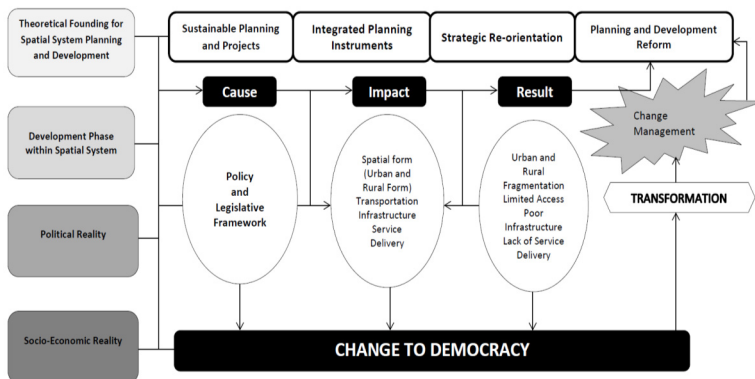 Theoretical Founding for
Spatial System Planning
and Development
Sustainable Planning
and Projects
Integrated Planning
Instruments
Strategic Re-orientation
Planning and Development
Reform
Cause
Impact
Result
Change
Management
Development Phase
within Spatial System
Policy
and
Legislative
Framework
Spatial form
(Urban and
Rural Form)
Transportation
Infrastructure
Service
Delivery
Urban and
Rural
Fragmentation
Limited Access
Poor
Infrastructure
Lack of Service
Delivery
TRANSFORMATION
Political Reality
Socio-Economic Reality
CHANGE TO DEMOCRACY